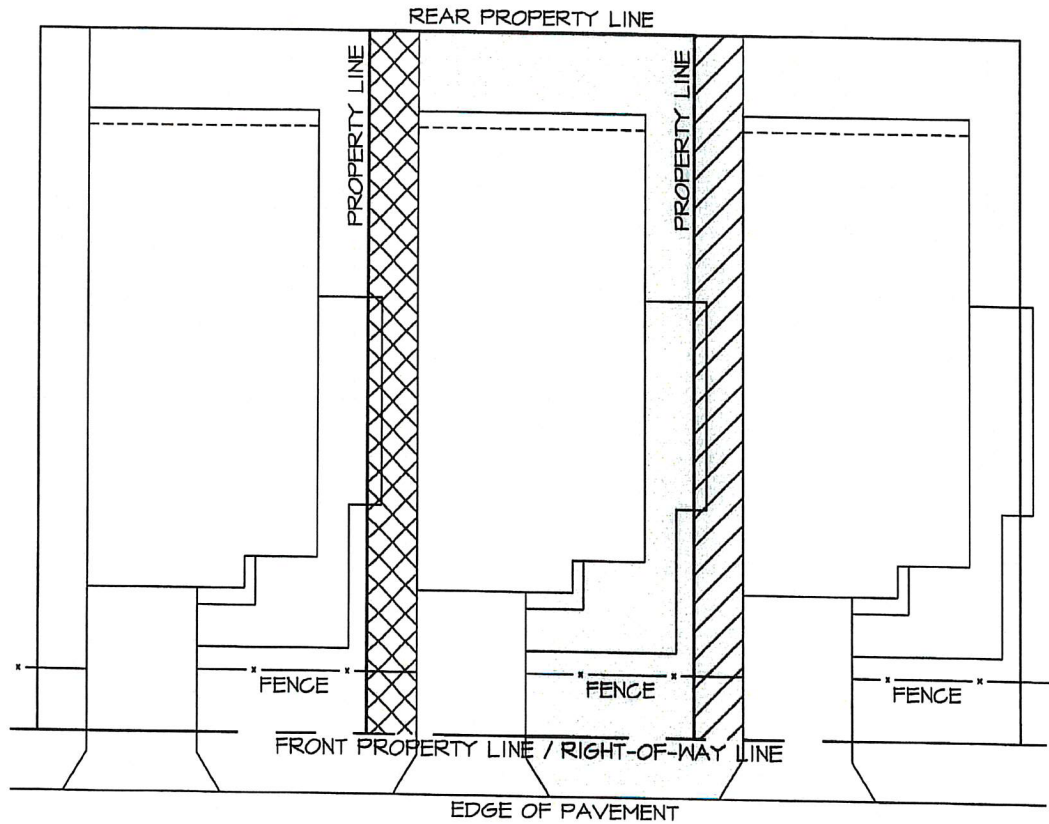 REAR PROPERTY LINE
PROPERTY LINE
PROPERTY LINE
FENCE
FENCE
FENCE
FRONT PROPERTY LINE / RIGHT-OF-WAY LINE
EDGE OF PAVEMENT